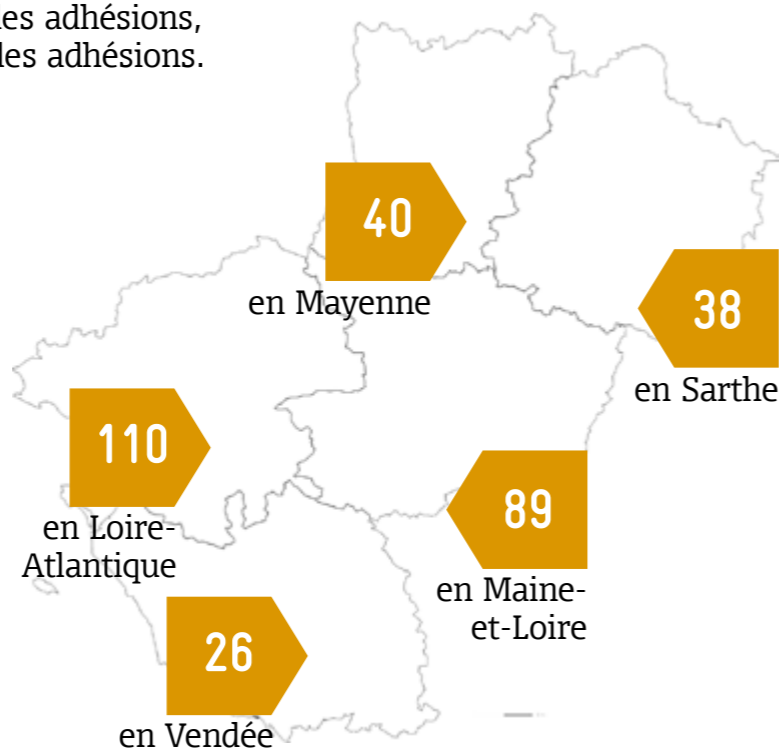 les adhésions,
des adhésions.
40
en Mayenne
38
en Sarthe
110
en Loire-
Atlantique
89
en Maine-
et-Loire
26
en Vendée